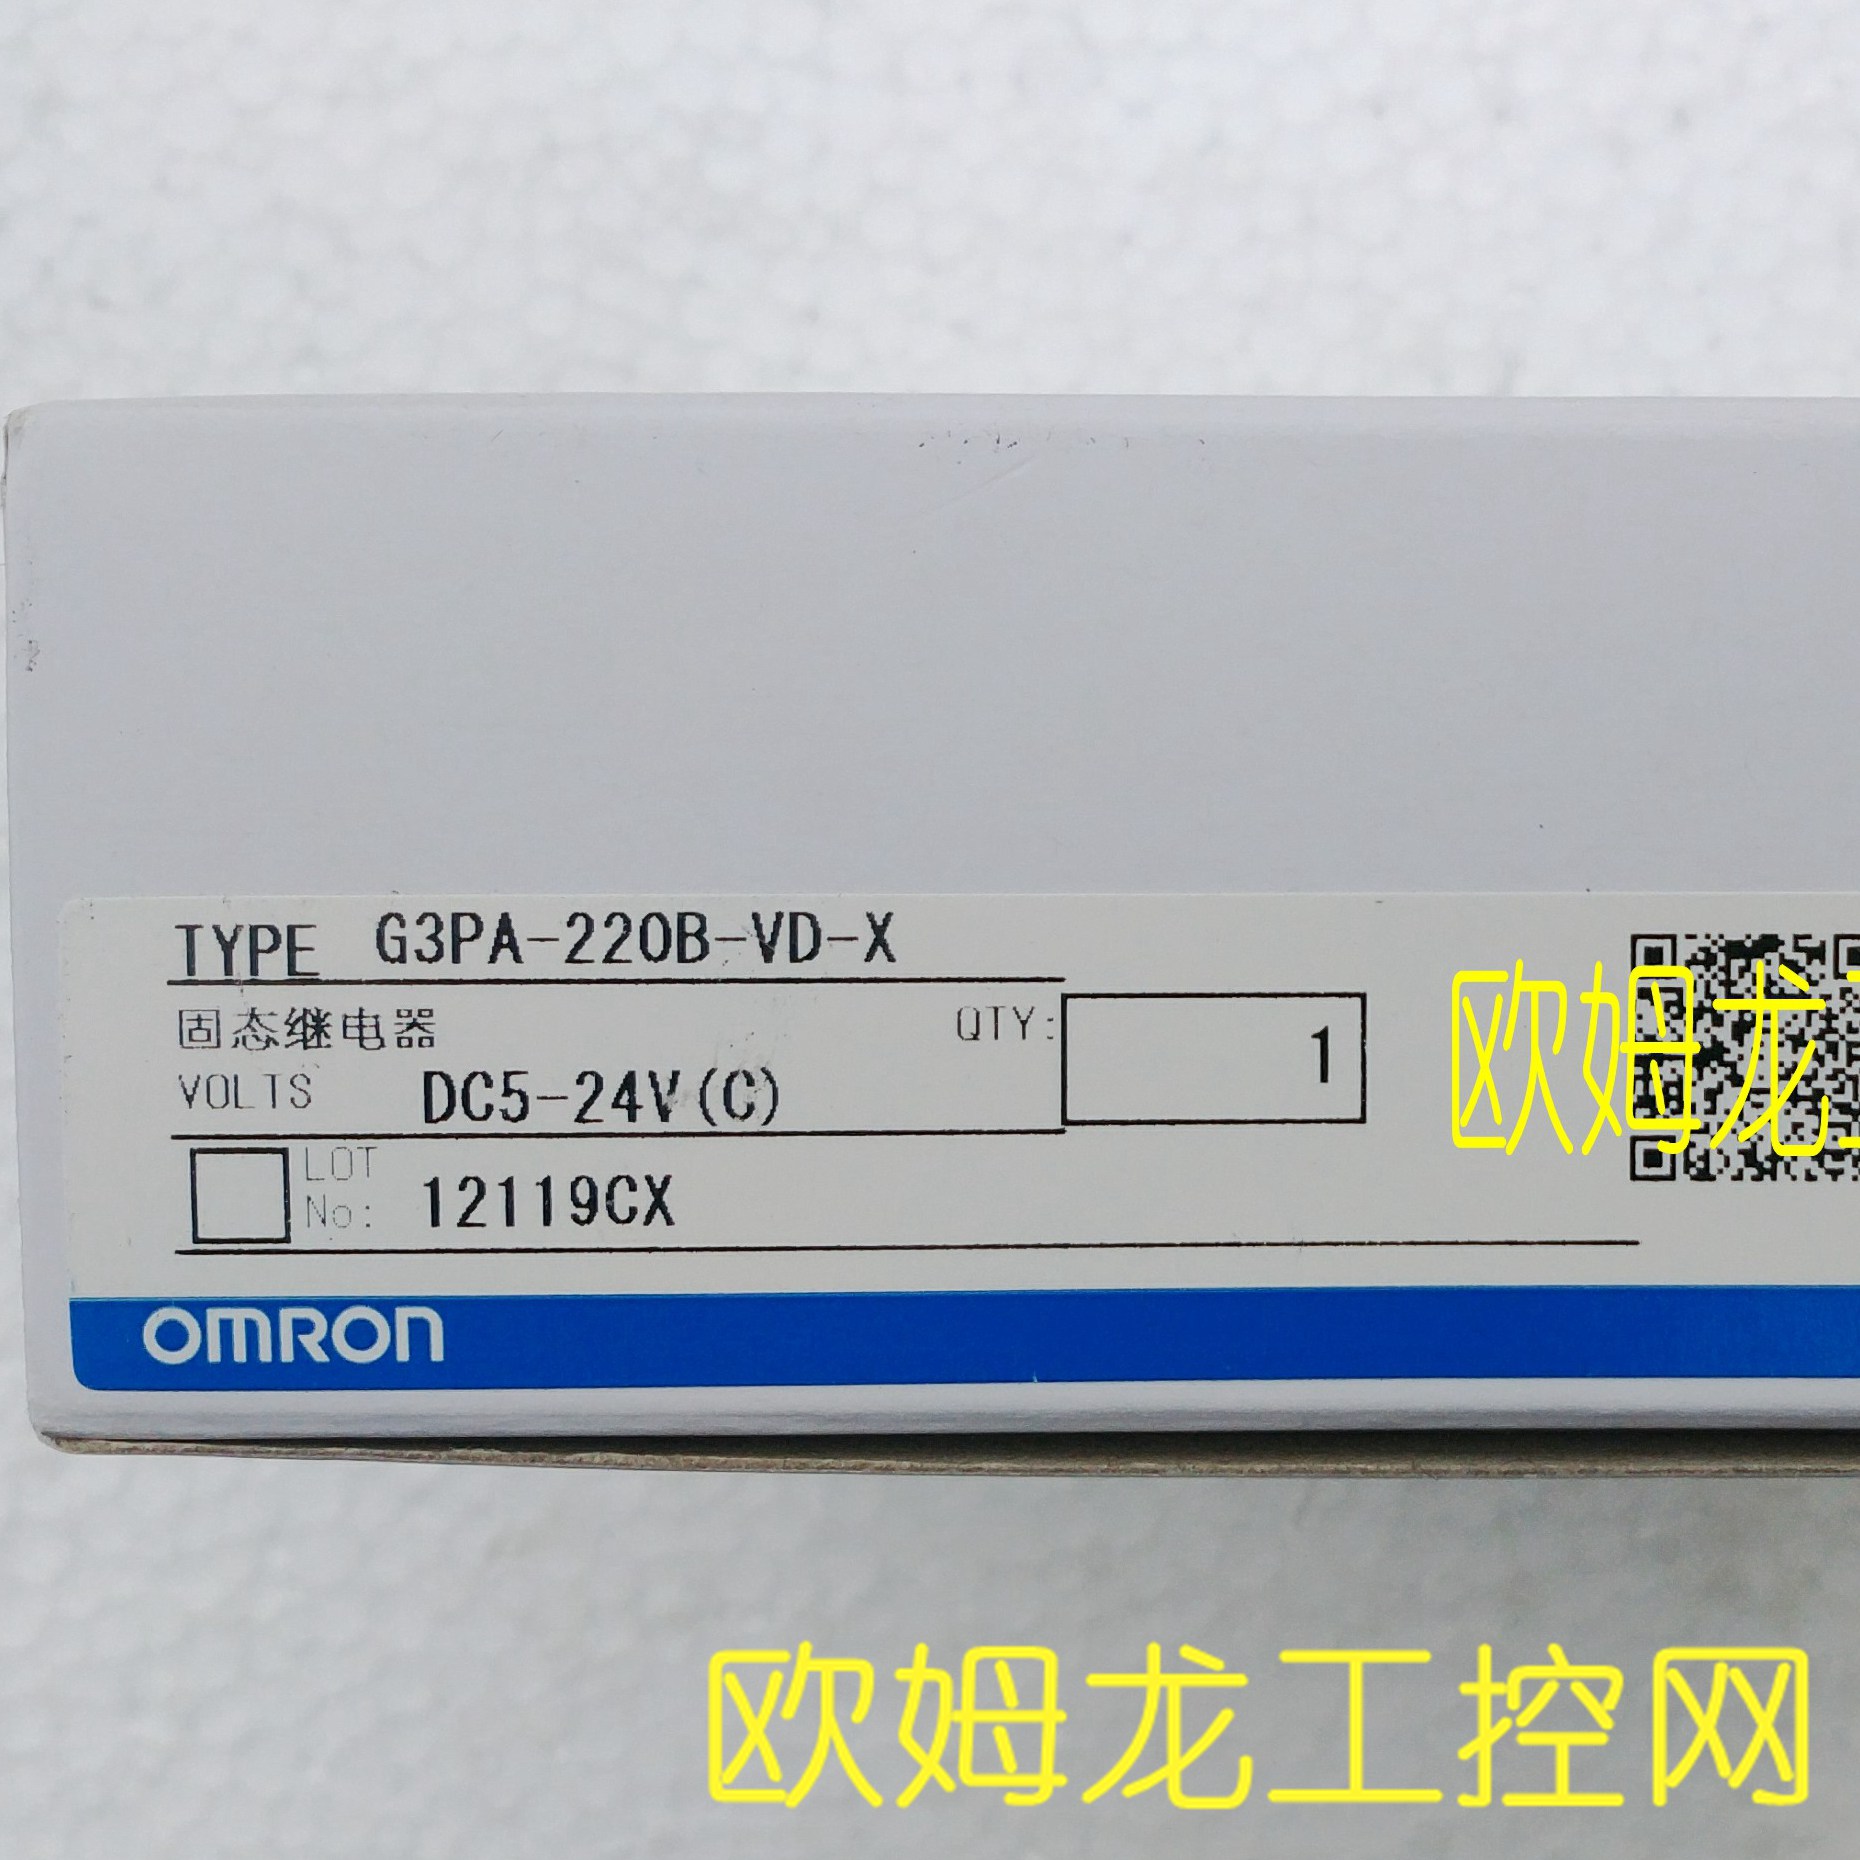 TYPE G3PA-220B-VD-X
固态继电器 QTY: 1
VOLTS DC5-24V(C)
LOT No: 12119CX
欧姆龙工
OMRON
欧姆龙工控网